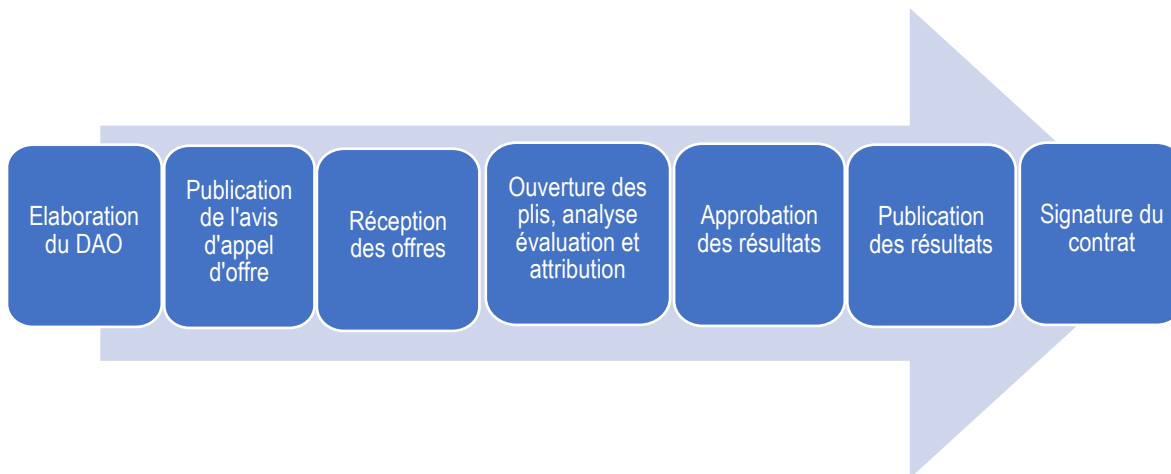 Elaboration
du DAO
Publication
de l'avis
d'appel
d'offre
Réception
des offres
Ouverture des
plis, analyse
évaluation et
attribution
Approbation
des résultats
Publication
des résultats
Signature du
contrat